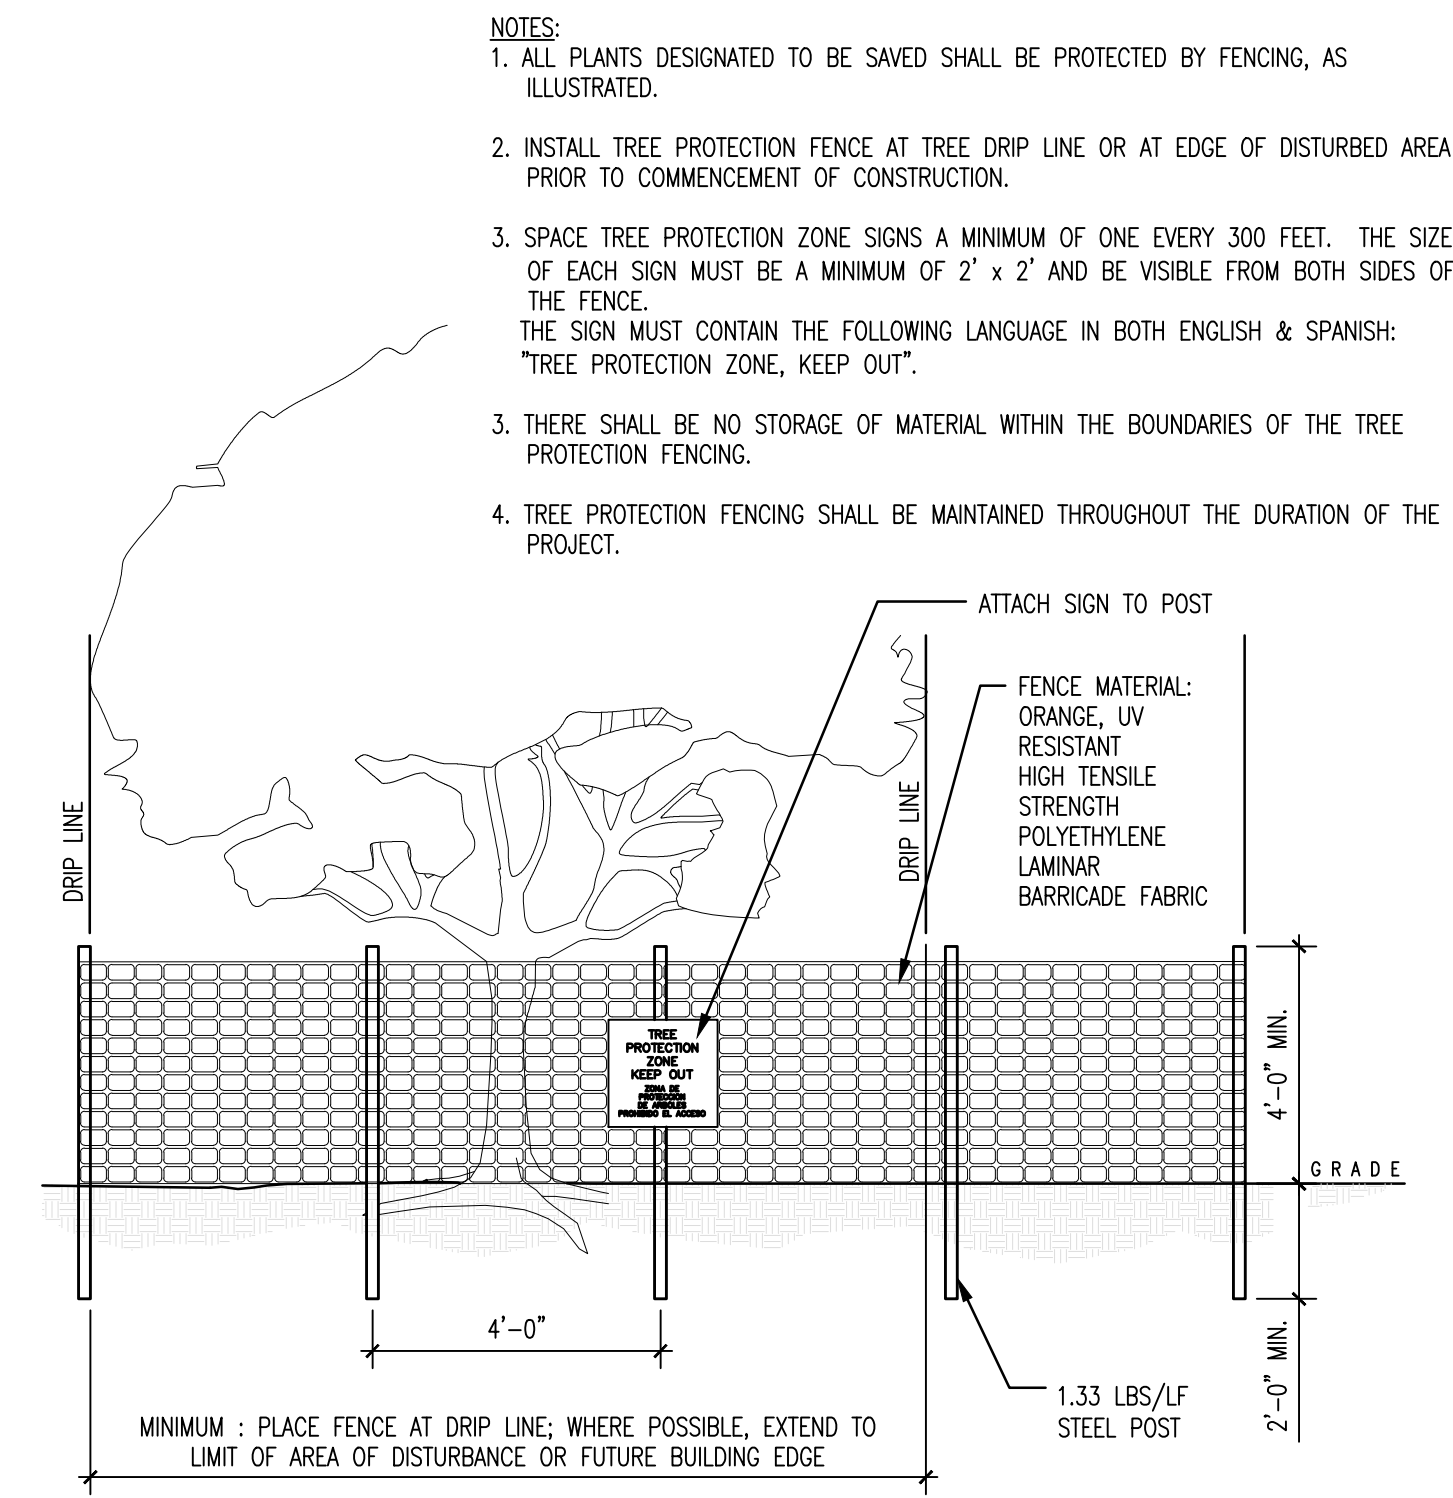 NOTES:
1. ALL PLANTS DESIGNATED TO BE SAVED SHALL BE PROTECTED BY FENCING, AS
ILLUSTRATED.
2. INSTALL TREE PROTECTION FENCE AT TREE DRIP LINE OR AT EDGE OF DISTURBED AREA
PRIOR TO COMMENCEMENT OF CONSTRUCTION.
3. SPACE TREE PROTECTION ZONE SIGNS A MINIMUM OF ONE EVERY 300 FEET. THE SIZE
OF EACH SIGN MUST BE A MINIMUM OF 2' x 2' AND BE VISIBLE FROM BOTH SIDES OF
THE FENCE.
THE SIGN MUST CONTAIN THE FOLLOWING LANGUAGE IN BOTH ENGLISH & SPANISH:
"TREE PROTECTION ZONE, KEEP OUT".
3. THERE SHALL BE NO STORAGE OF MATERIAL WITHIN THE BOUNDARIES OF THE TREE
PROTECTION FENCING.
4. TREE PROTECTION FENCING SHALL BE MAINTAINED THROUGHOUT THE DURATION OF THE
PROJECT.
ATTACH SIGN TO POST
FENCE MATERIAL:
ORANGE, UV
RESISTANT
HIGH TENSILE
STRENGTH
POLYETHYLENE
LAMINAR
BARRICADE FABRIC
DRIP LINE
DRIP LINE
TREE
PROTECTION
ZONE
KEEP OUT
ZONA DE
PROTECCION
DE ARBOLES
PROHIBIDO EL ACCESO
4'-0" MIN.
GRADE
4'-0"
2'-0" MIN.
1.33 LBS/LF
STEEL POST
MINIMUM : PLACE FENCE AT DRIP LINE; WHERE POSSIBLE, EXTEND TO
LIMIT OF AREA OF DISTURBANCE OR FUTURE BUILDING EDGE